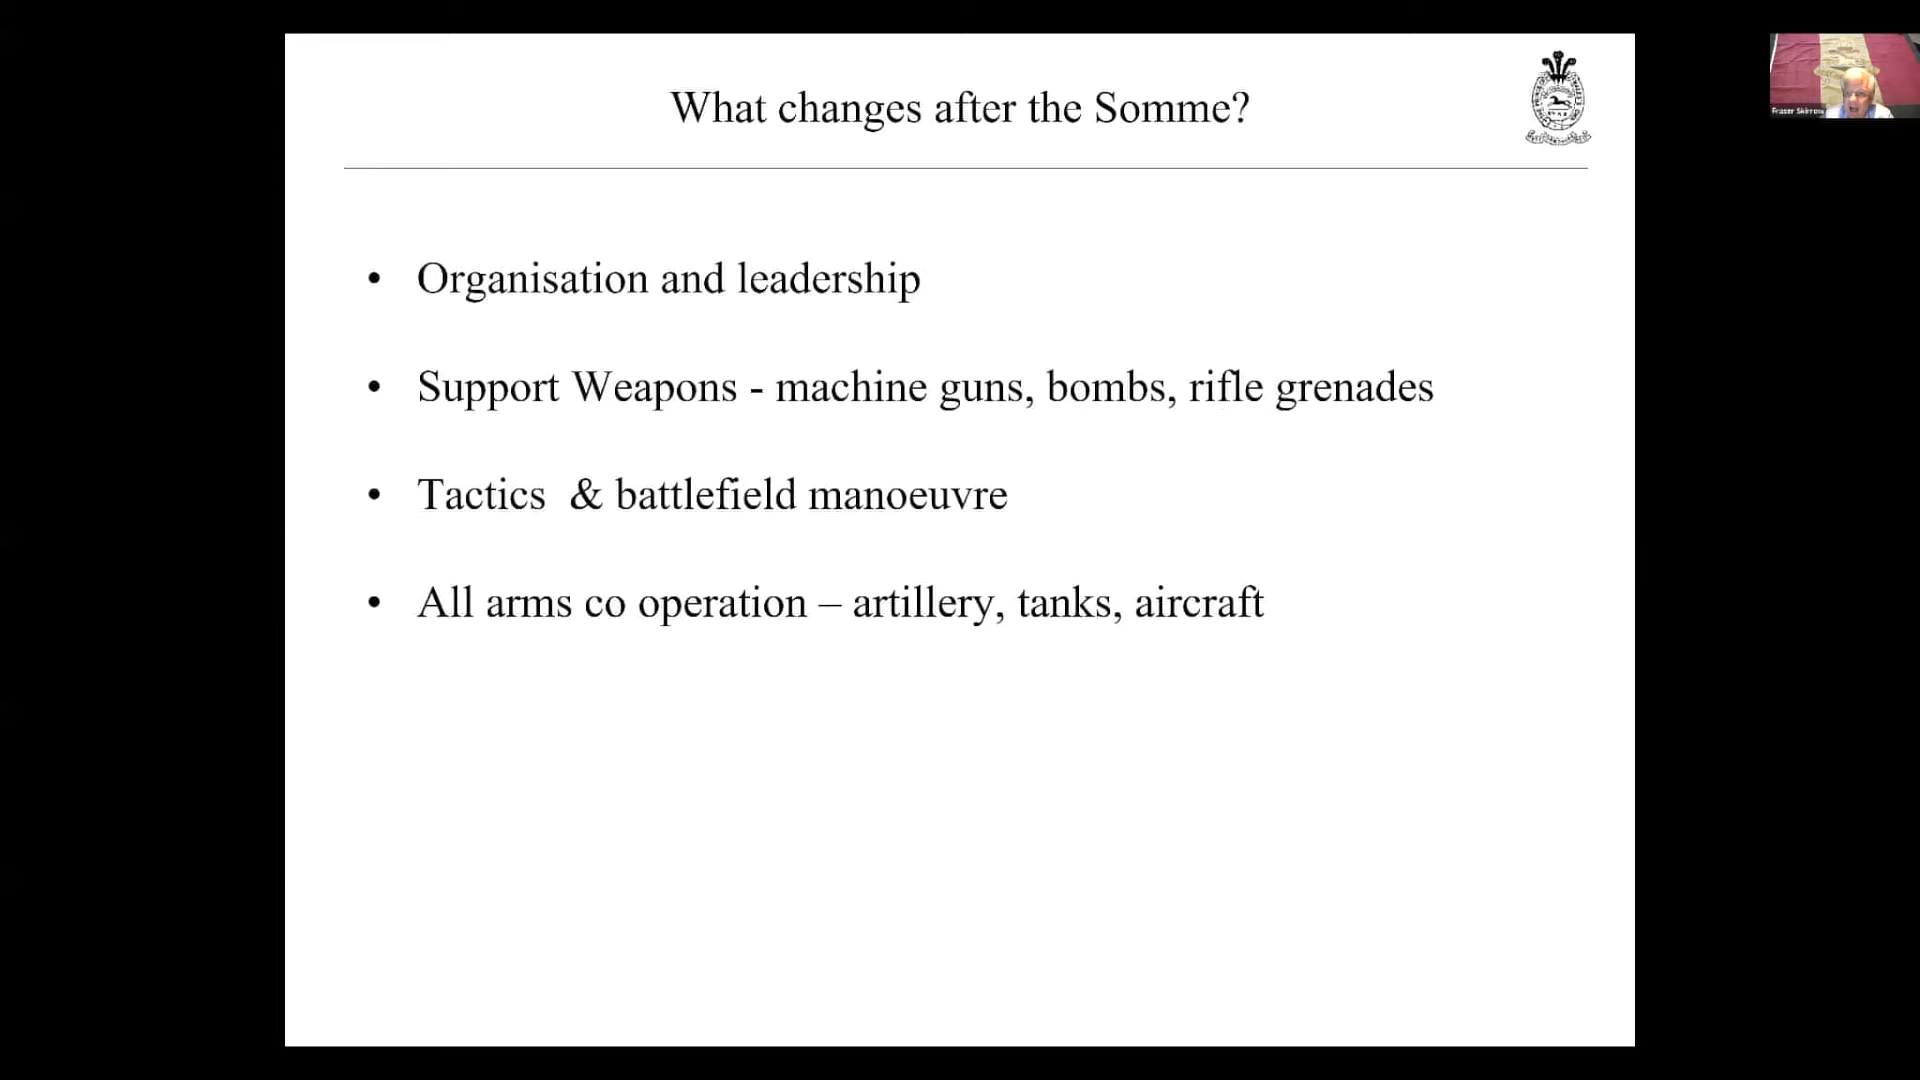 What changes after the Somme?
• Organisation and leadership
• Support Weapons - machine guns, bombs, rifle grenades
• Tactics & battlefield manoeuvre
• All arms co operation – artillery, tanks, aircraft
Fraser